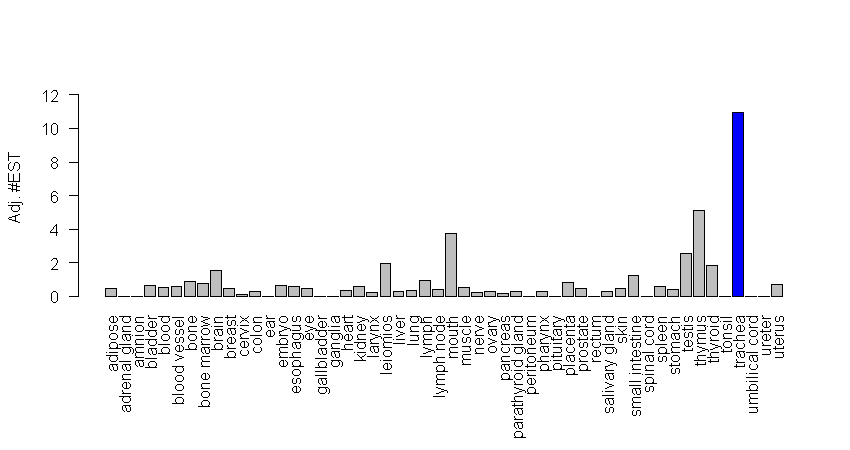 12
10
8
6
4
2
0
Adj. #EST
adipose
adrenal gland
amnion
bladder
blood
blood vessel
bone
bone marrow
brain
breast
cervix
colon
ear
embryo
esophagus
eye
gallbladder
ganglia
heart
kidney
larynx
leiomios
liver
lung
lymph
lymph node
mouth
muscle
nerve
ovary
pancreas
parathyroid gland
peritoneum
pharynx
pituitary
placenta
prostate
rectum
salivary gland
skin
small intestine
spinal cord
spleen
stomach
testis
thymus
thyroid
tonsil
trachea
umbilical cord
ureter
uterus